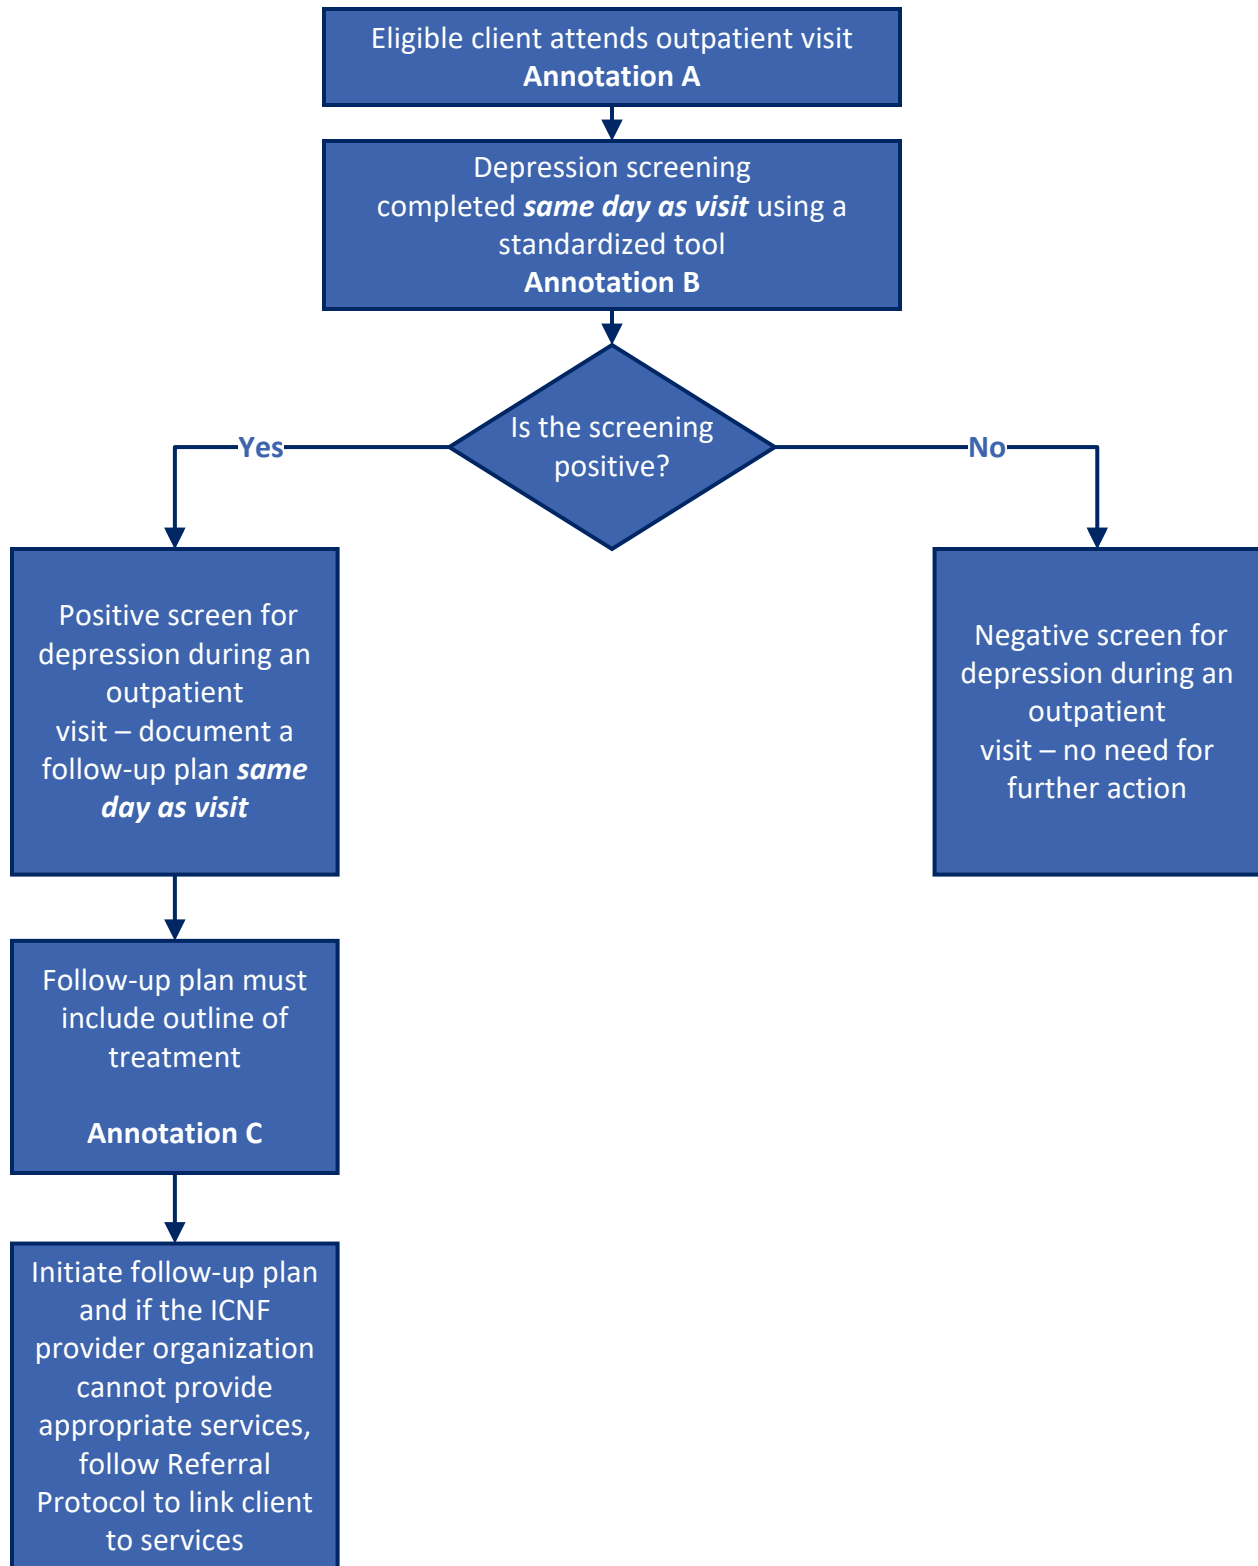 Eligible client attends outpatient visit
Annotation A
Depression screening
completed same day as visit using a
standardized tool
Annotation B
Is the screening
positive?
Yes
No
Positive screen for
depression during an
outpatient
visit – document a
follow-up plan same
day as visit
Negative screen for
depression during an
outpatient
visit – no need for
further action
Follow-up plan must
include outline of
treatment
Annotation C
Initiate follow-up plan
and if the ICNF
provider organization
cannot provide
appropriate services,
follow Referral
Protocol to link client
to services